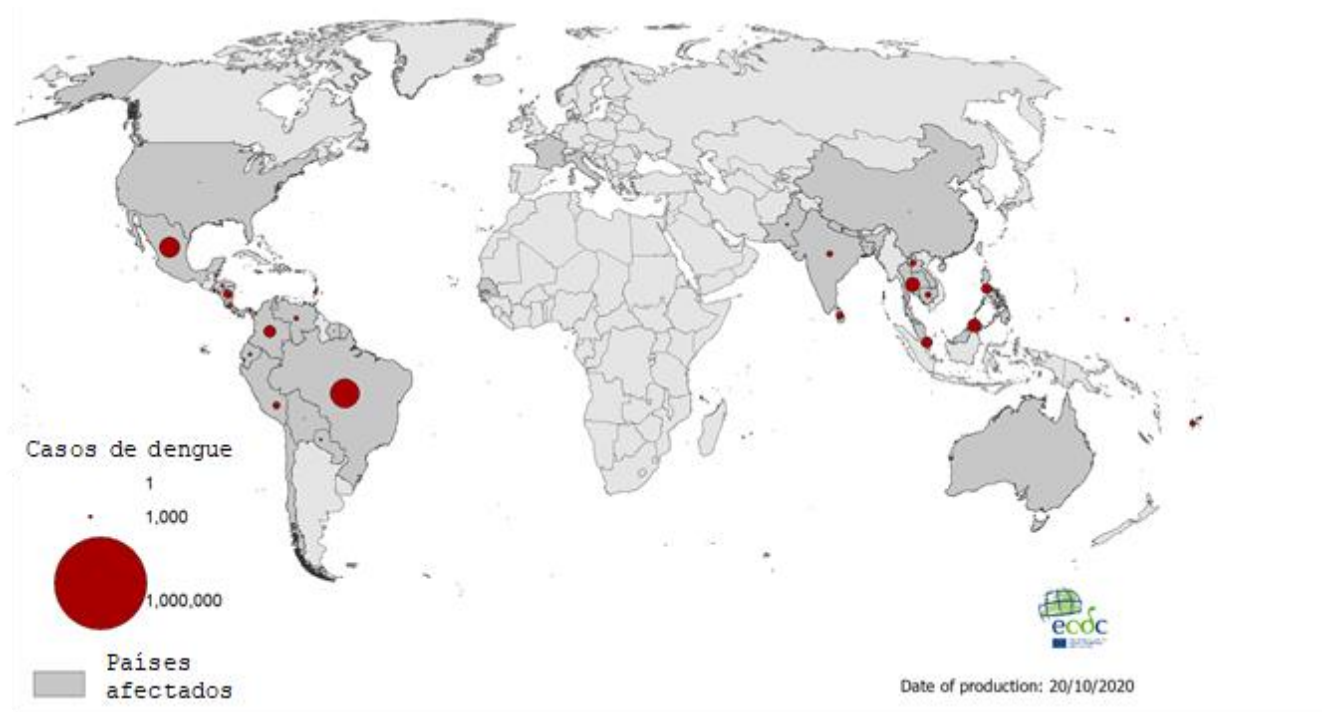 Casos de dengue
1
1,000
1,000,000
Países
afectados
ecdc
Date of production: 20/10/2020